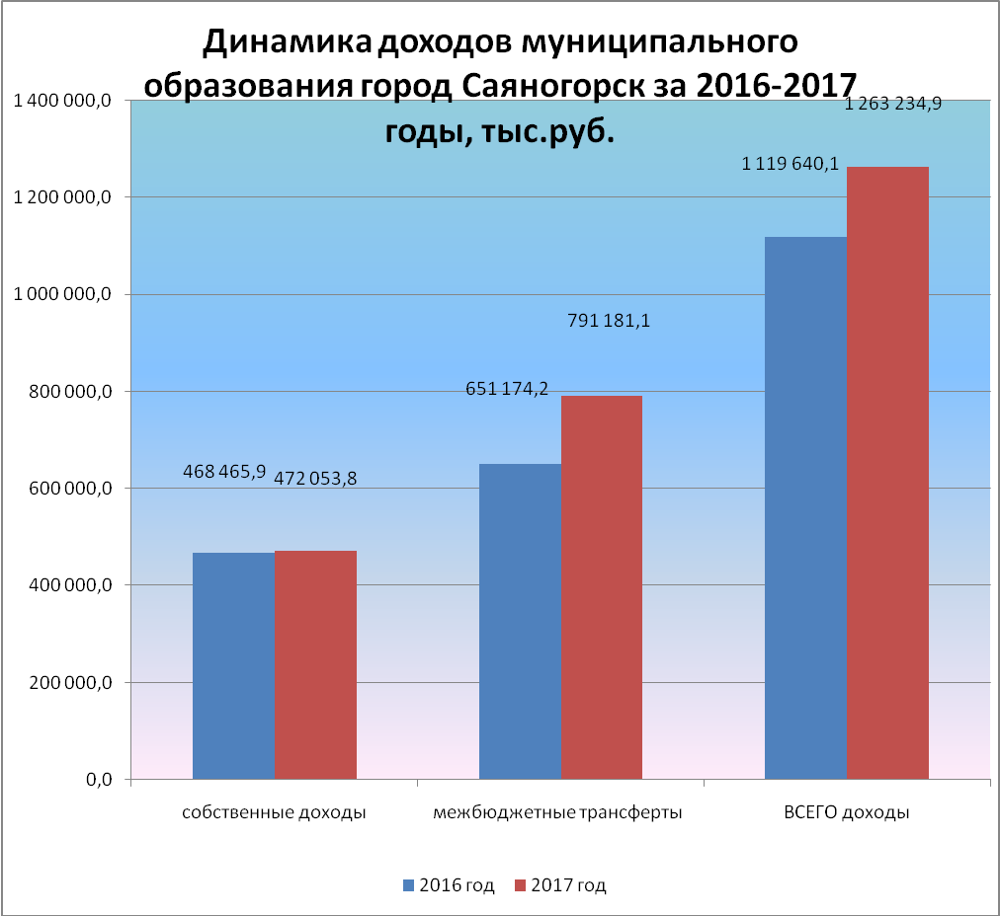 Динамика доходов муниципального
образования город Саяногорск за 2016-2017
годы, тыс.руб.
1 400 000,0
1 200 000,0
1 000 000,0
800 000,0
600 000,0
400 000,0
200 000,0
0,0
468 465,9
472 053,8
651 174,2
791 181,1
1 119 640,1
1 263 234,9
собственные доходы
межбюджетные трансферты
ВСЕГО доходы
2016 год
2017 год